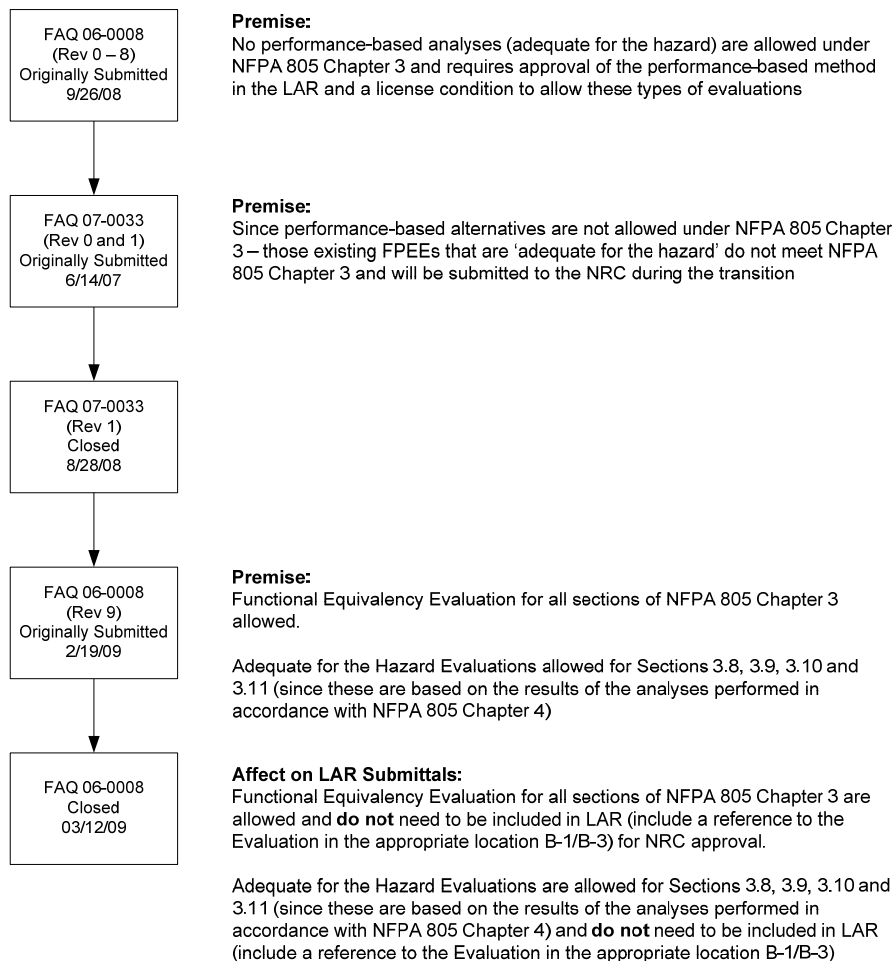 FAQ 06-0008
(Rev 0 – 8)
Originally Submitted
9/26/08
Premise:
No performance-based analyses (adequate for the hazard) are allowed under
NFPA 805 Chapter 3 and requires approval of the performance-based method
in the LAR and a license condition to allow these types of evaluations
FAQ 07-0033
(Rev 0 and 1)
Originally Submitted
6/14/07
Premise:
Since performance-based alternatives are not allowed under NFPA 805 Chapter
3 – those existing FPEEs that are ‘adequate for the hazard’ do not meet NFPA
805 Chapter 3 and will be submitted to the NRC during the transition
FAQ 07-0033
(Rev 1)
Closed
8/28/08
FAQ 06-0008
(Rev 9)
Originally Submitted
2/19/09
Premise:
Functional Equivalency Evaluation for all sections of NFPA 805 Chapter 3
allowed.
Adequate for the Hazard Evaluations allowed for Sections 3.8, 3.9, 3.10 and
3.11 (since these are based on the results of the analyses performed in
accordance with NFPA 805 Chapter 4)
FAQ 06-0008
Closed
03/12/09
Affect on LAR Submittals:
Functional Equivalency Evaluation for all sections of NFPA 805 Chapter 3 are
allowed and do not need to be included in LAR (include a reference to the
Evaluation in the appropriate location B-1/B-3) for NRC approval.
Adequate for the Hazard Evaluations are allowed for Sections 3.8, 3.9, 3.10 and
3.11 (since these are based on the results of the analyses performed in
accordance with NFPA 805 Chapter 4) and do not need to be included in LAR
(include a reference to the Evaluation in the appropriate location B-1/B-3)